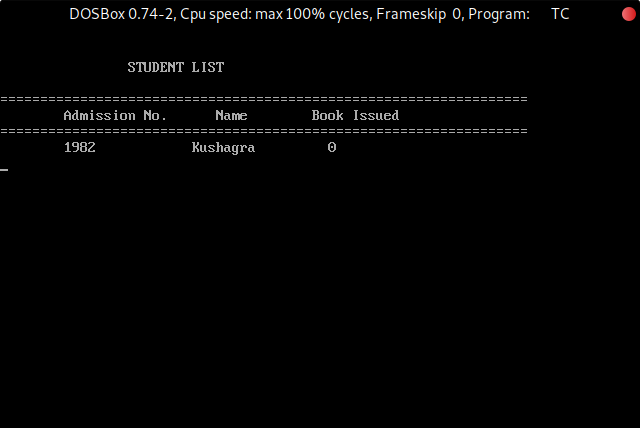 DOSBox 0.74-2, Cpu speed: max 100% cycles, Frameskip 0, Program: TC
STUDENT LIST
==================================================================
Admission No. Name Book Issued
==================================================================
1982 Kushagra 0
_